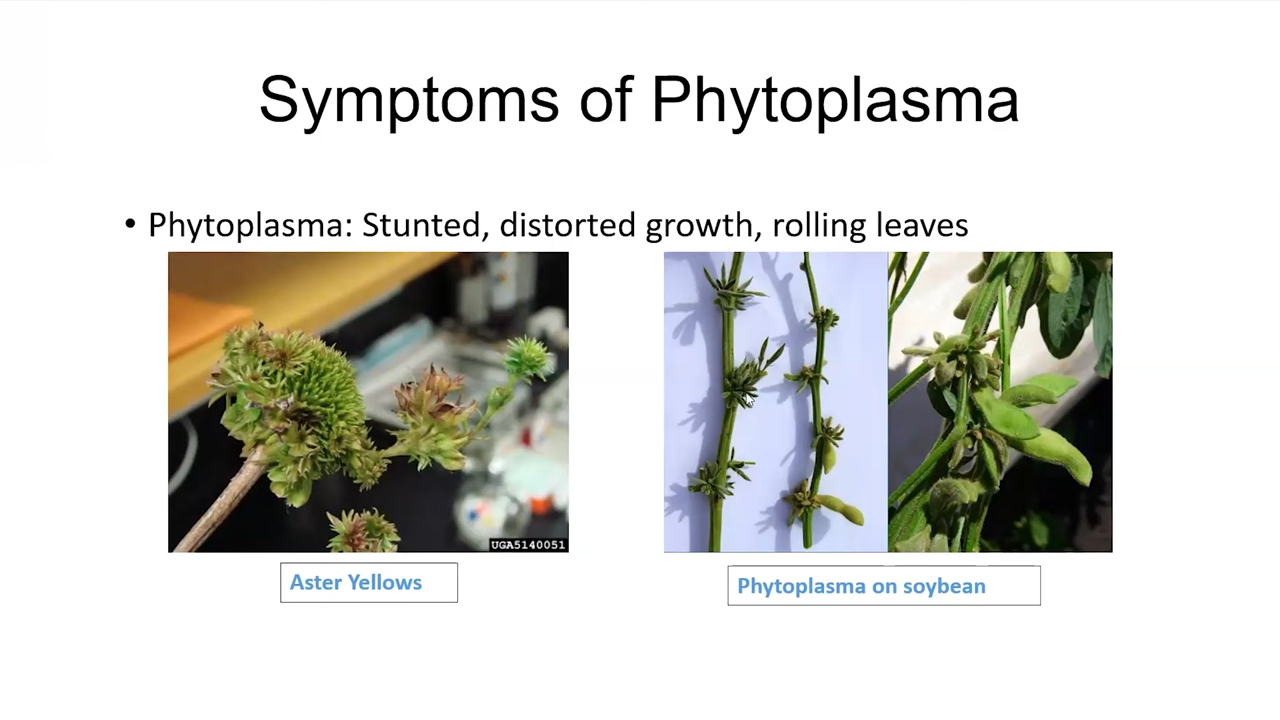 Symptoms of Phytoplasma
• Phytoplasma: Stunted, distorted growth, rolling leaves
UGA5140051
Aster Yellows
Phytoplasma on soybean